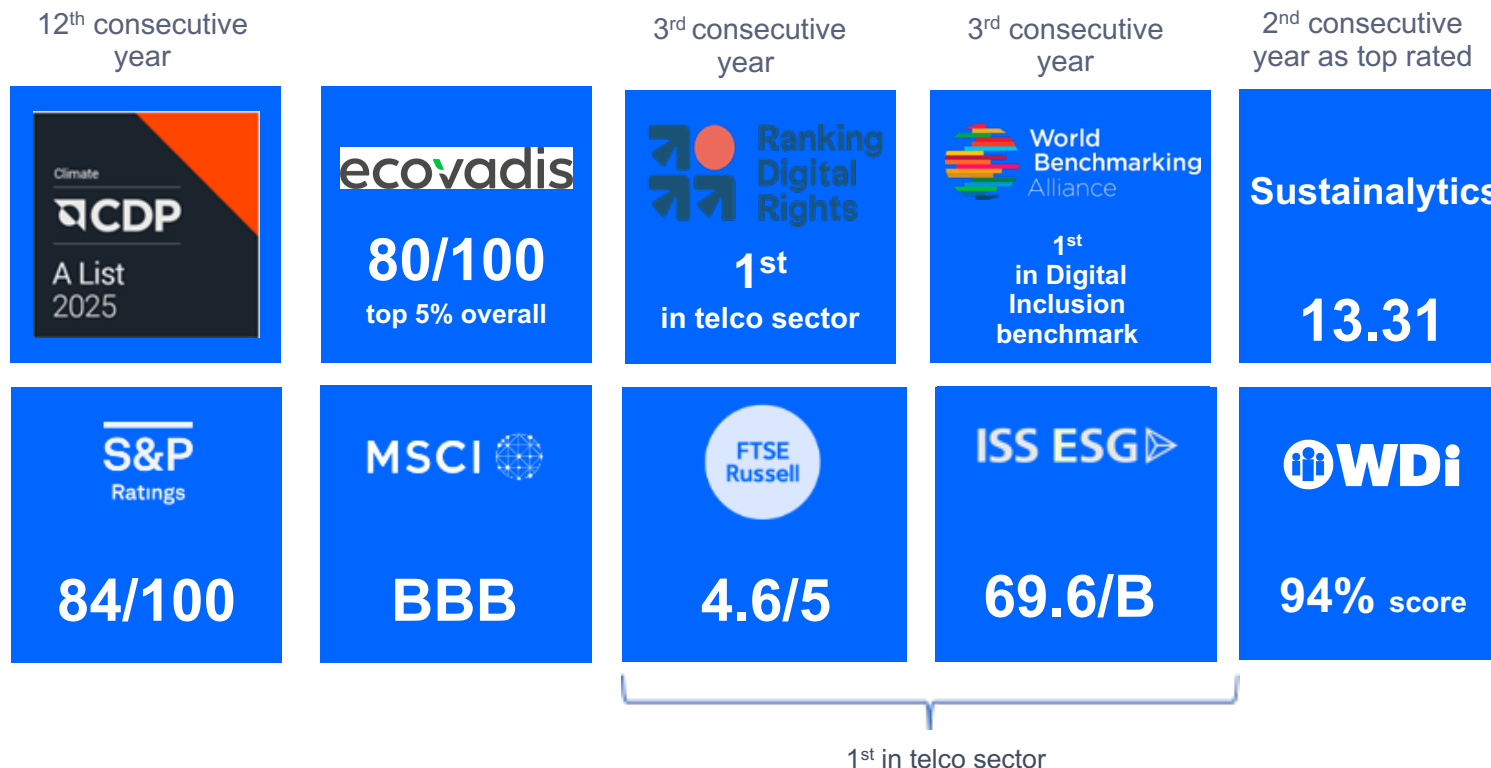 12th consecutive
year
3rd consecutive
year
3rd consecutive
year
2nd consecutive
year as top rated
Climate
CDP
A List
2025
ecovadis
80/100
top 5% overall
Ranking
Digital
Rights
1st
in telco sector
World
Benchmarking
Alliance
1st
in Digital
Inclusion
benchmark
Sustainalytics
13.31
S&P
Ratings
84/100
MSCI
BBB
FTSE
Russell
4.6/5
ISS ESG
69.6/B
WDi
94% score
1st in telco sector